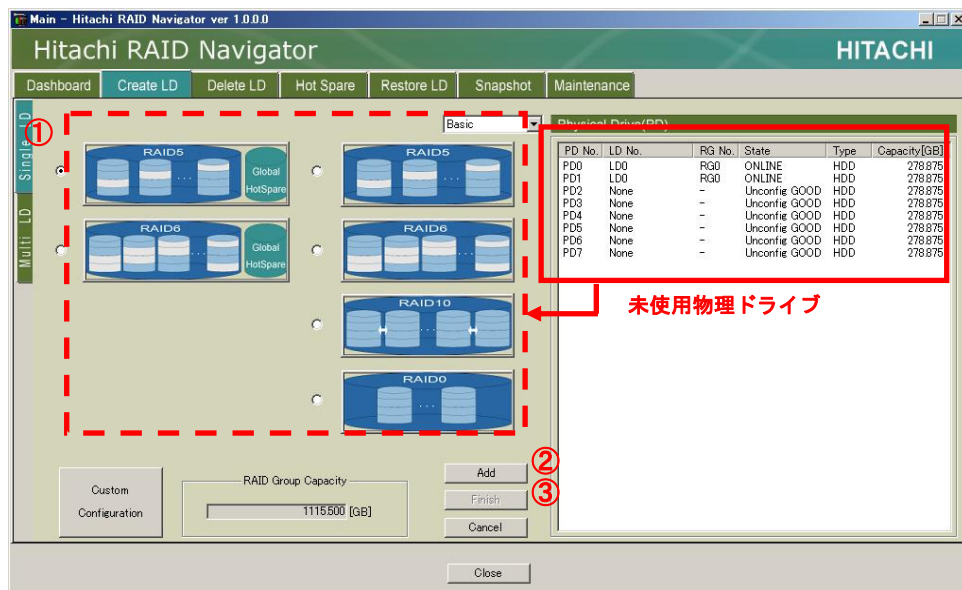 Main - Hitachi RAID Navigator ver 1.0.0.0
Hitachi RAID Navigator
HITACHI
Dashboard Create LD Delete LD Hot Spare Restore LD Snapshot Maintenance
Single LD
Multi LD
①
Basic
RAID5 Global HotSpare
RAID5
RAID6 Global HotSpare
RAID6
RAID10
RAID0
Physical Drive(PD)
PD No. LD No. RG No. State Type Capacity[GB]
PD0 LD0 RG0 ONLINE HDD 278.875
PD1 LD0 RG0 ONLINE HDD 278.875
PD2 None - Unconfig GOOD HDD 278.875
PD3 None - Unconfig GOOD HDD 278.875
PD4 None - Unconfig GOOD HDD 278.875
PD5 None - Unconfig GOOD HDD 278.875
PD6 None - Unconfig GOOD HDD 278.875
PD7 None - Unconfig GOOD HDD 278.875
未使用物理ドライブ
Custom
Configuration
RAID Group Capacity
1115.500 [GB]
Add ②
Finish ③
Cancel
Close